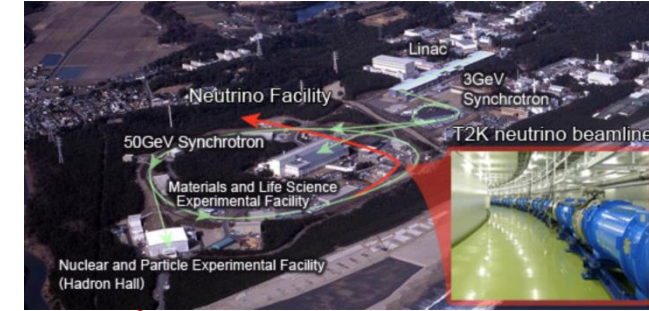 Linac
3GeV
Synchrotron
Neutrino Facility
T2K neutrino beamline
50GeV Synchrotron
Materials and Life Science
Experimental Facility
Nuclear and Particle Experimental Facility
(Hadron Hall)